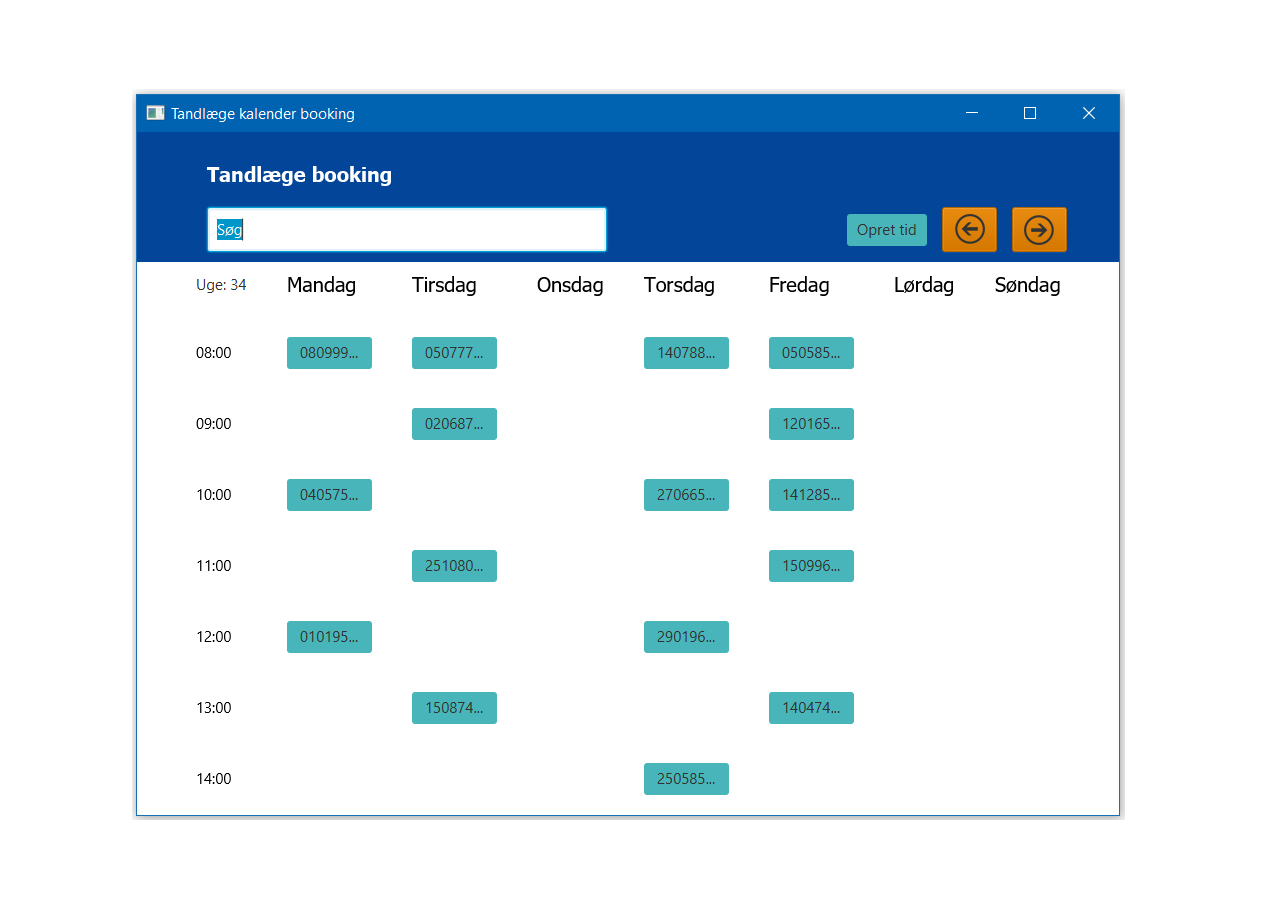 Tandlæge kalender booking
Tandlæge booking
Søg
Opret tid
Uge: 34 Mandag Tirsdag Onsdag Torsdag Fredag Lørdag Søndag
08:00 080999... 050777... 140788... 050585...
09:00 020687... 120165...
10:00 040575... 270665... 141285...
11:00 251080... 150996...
12:00 010195... 290196...
13:00 150874... 140474...
14:00 250585...